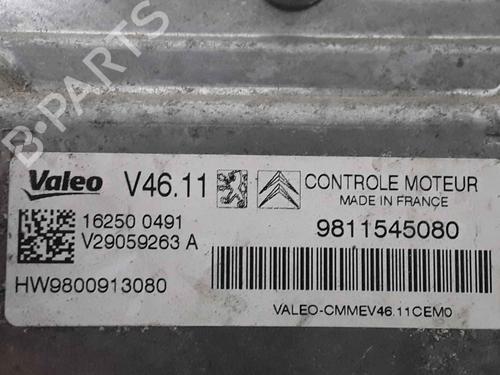 B-PARTS
Valeo V46.11 CONTROLE MOTEUR
MADE IN FRANCE
16250 0491
V29059263 A
9811545080
HW9800913080
VALEO-CMMEV46.11CEM0